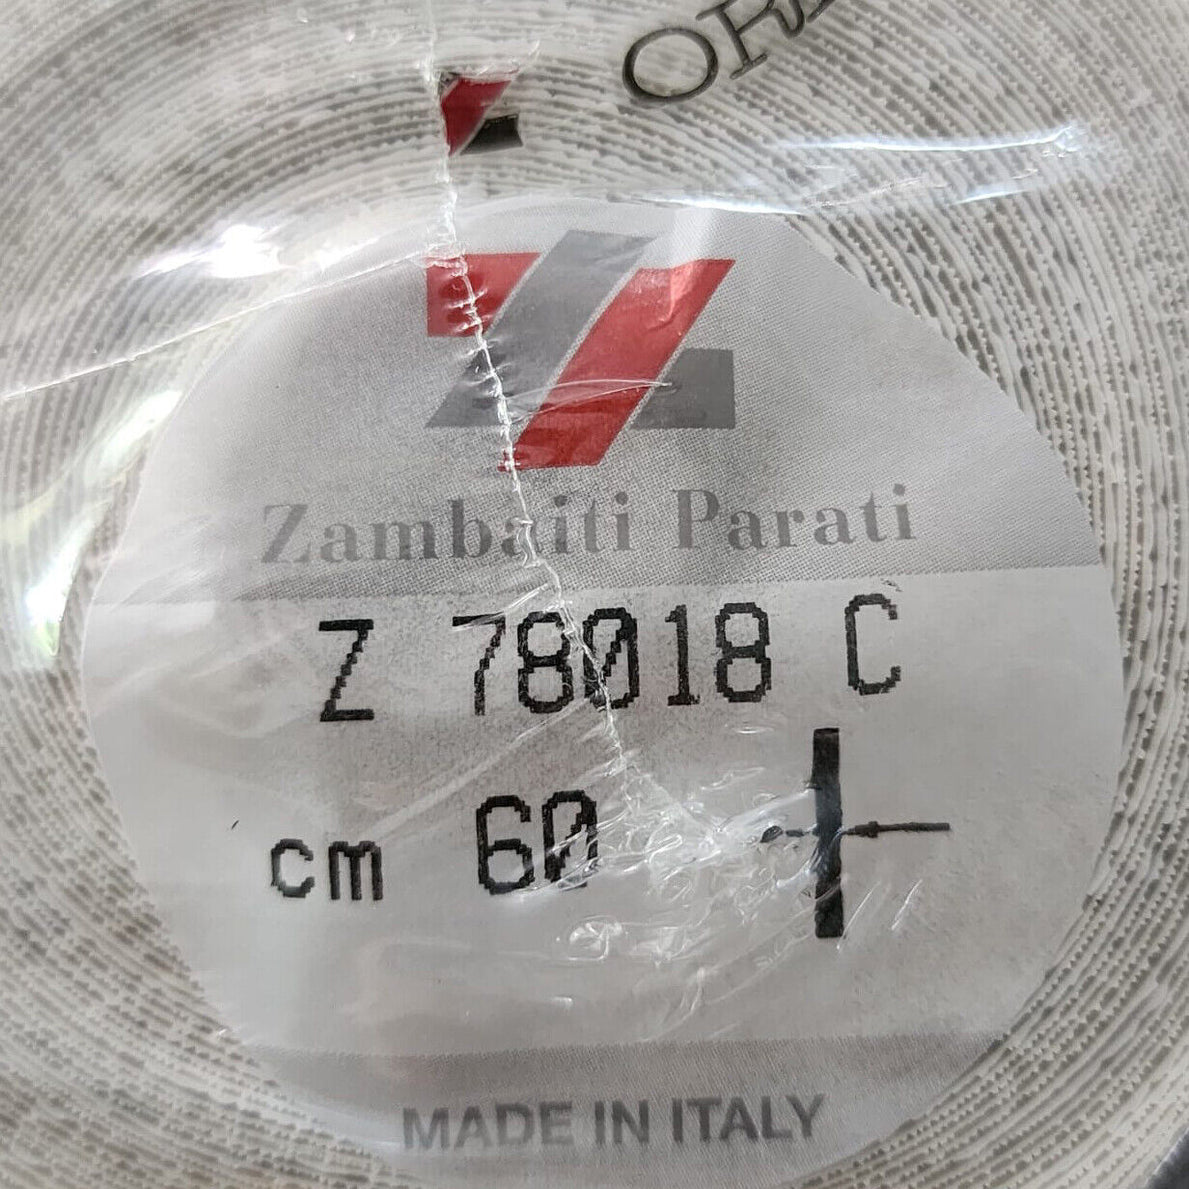 Zambaiti Parati
Z 78018 C
cm 60
MADE IN ITALY